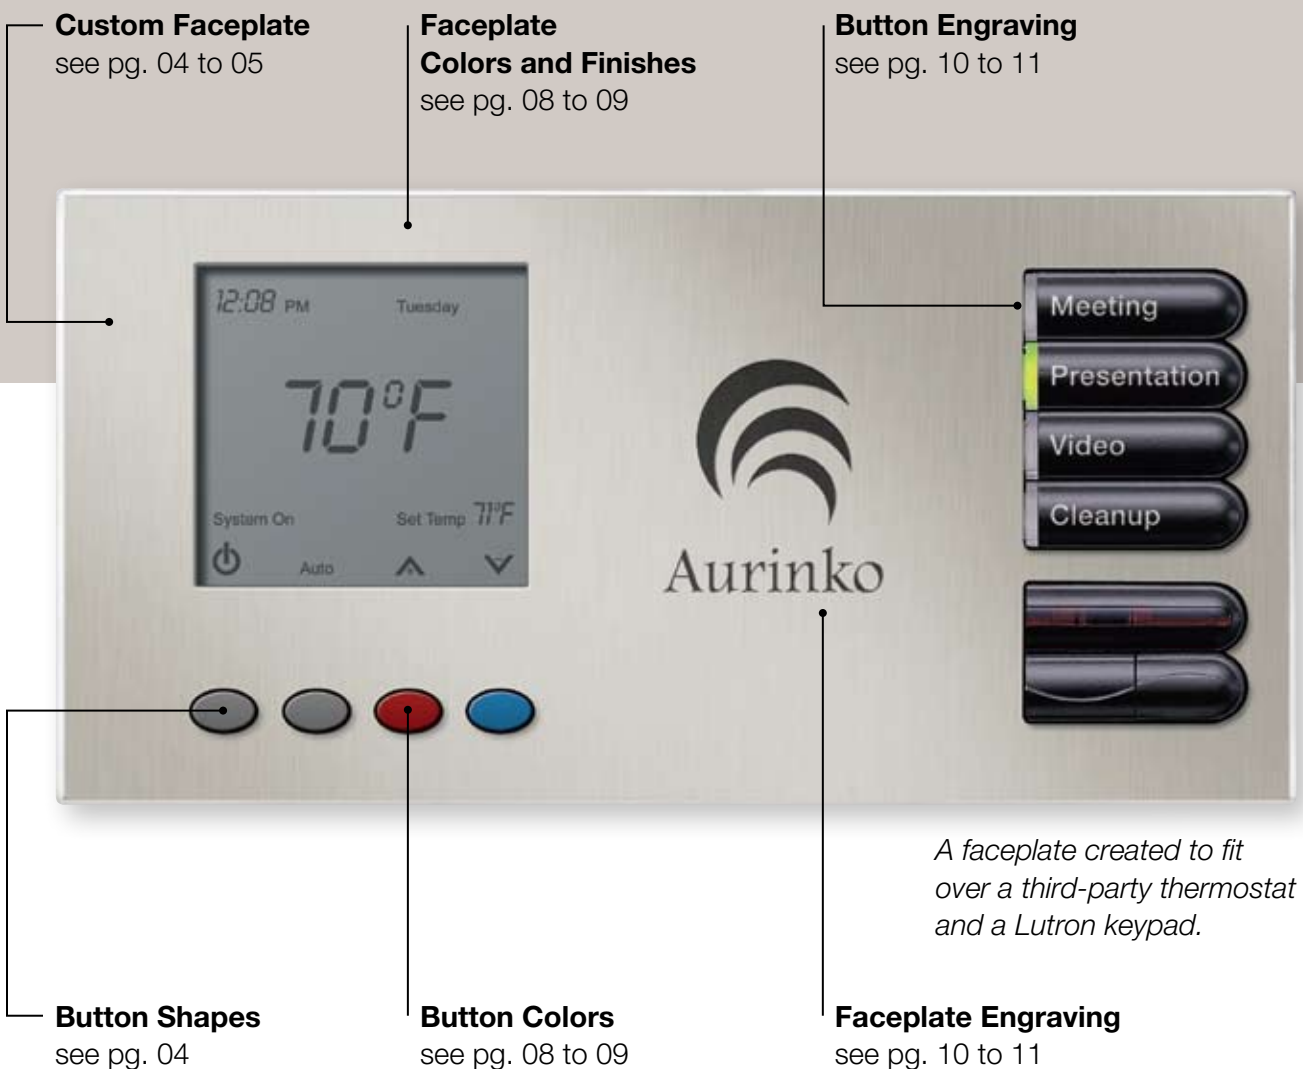 Custom Faceplate
see pg. 04 to 05
Faceplate
Colors and Finishes
see pg. 08 to 09
Button Engraving
see pg. 10 to 11
12:08 PM
Tuesday
70°F
System On
Set Temp 71°F
Auto
Aurinko
Meeting
Presentation
Video
Cleanup
A faceplate created to fit
over a third-party thermostat
and a Lutron keypad.
Button Shapes
see pg. 04
Button Colors
see pg. 08 to 09
Faceplate Engraving
see pg. 10 to 11